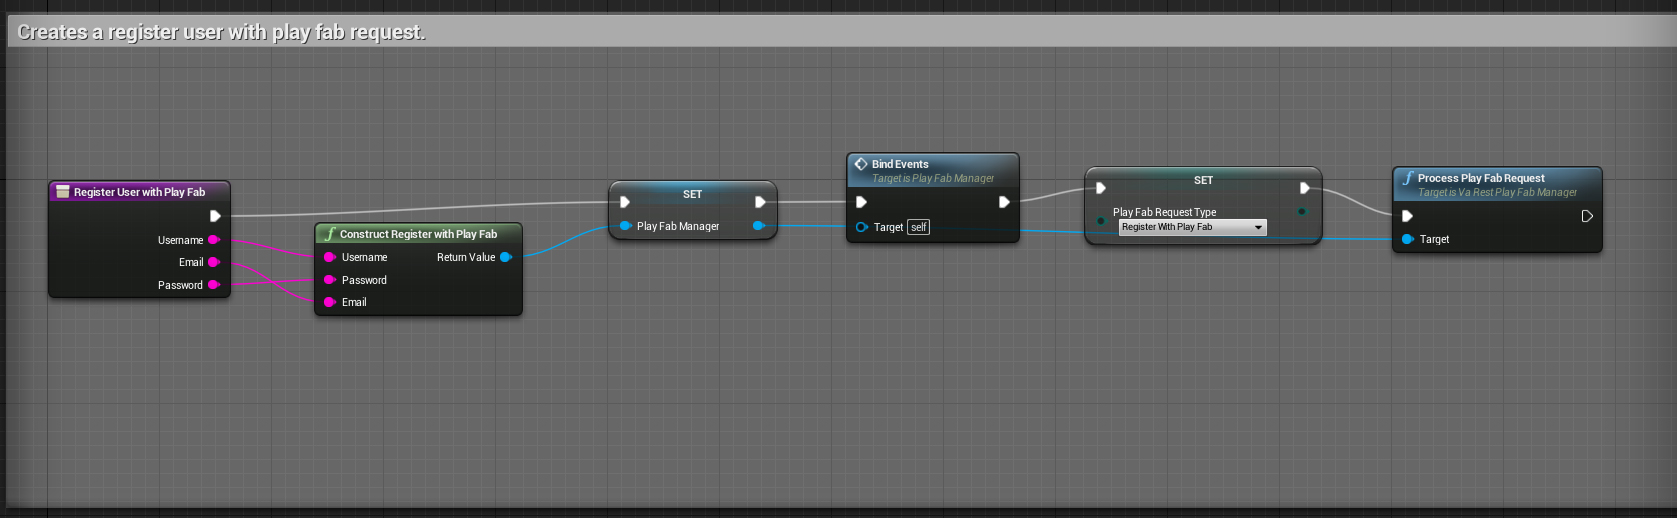 Creates a register user with play fab request.
Register User with Play Fab
Username
Email
Password
Construct Register with Play Fab
Username
Return Value
Password
Email
SET
Play Fab Manager
Bind Events
Target is Play Fab Manager
Target self
SET
Play Fab Request Type
Register With Play Fab
Process Play Fab Request
Target is Va Rest Play Fab Manager
Target